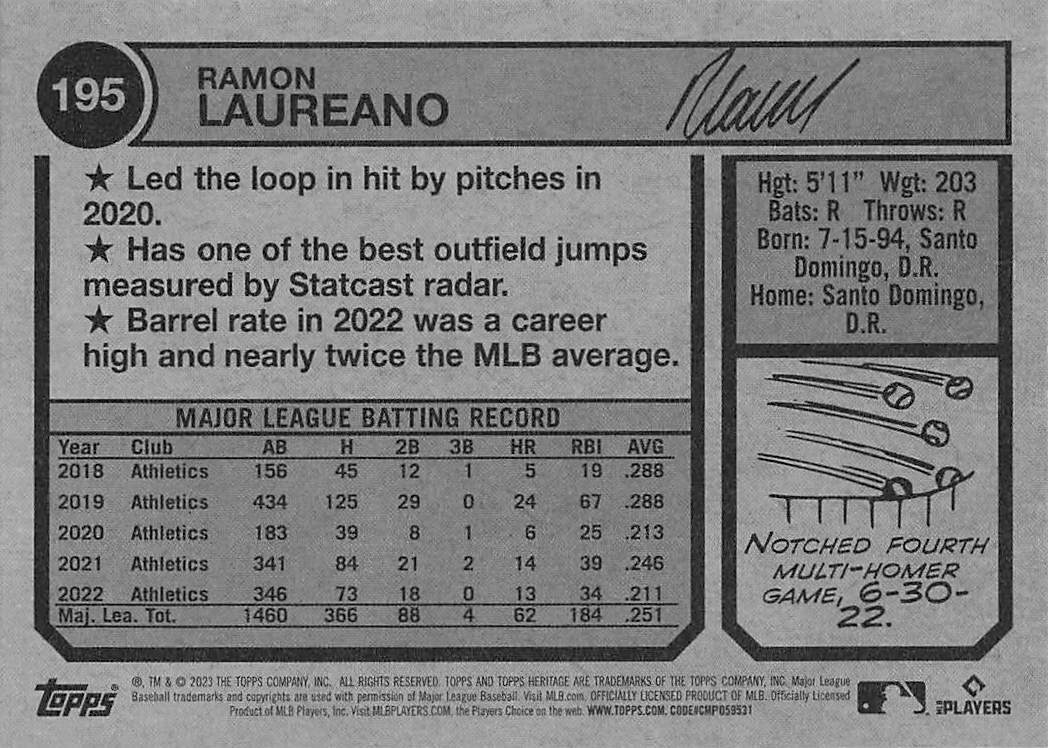 195
RAMON
LAUREANO
★ Led the loop in hit by pitches in
2020.
★ Has one of the best outfield jumps
measured by Statcast radar.
★ Barrel rate in 2022 was a career
high and nearly twice the MLB average.
Hgt: 5'11” Wgt: 203
Bats: R Throws: R
Born: 7-15-94, Santo
Domingo, D.R.
Home: Santo Domingo,
D.R.
MAJOR LEAGUE BATTING RECORD
Year Club AB H 2B 3B HR RBI AVG
2018 Athletics 156 45 12 1 5 19 .288
2019 Athletics 434 125 29 0 24 67 .288
2020 Athletics 183 39 8 1 6 25 .213
2021 Athletics 341 84 21 2 14 39 .246
2022 Athletics 346 73 18 0 13 34 .211
Maj. Lea. Tot. 1460 366 88 4 62 184 .251
NOTCHED FOURTH
MULTI-HOMER
GAME, 6-30-
22.
TOPPS®
®, TM & © 2023 THE TOPPS COMPANY, INC. ALL RIGHTS RESERVED. TOPPS AND TOPPS HERITAGE ARE TRADEMARKS OF THE TOPPS COMPANY, INC. Major League
Baseball trademarks and copyrights are used with permission of Major League Baseball. Visit MLB.com. OFFICIALLY LICENSED PRODUCT OF MLB. Officially Licensed
Product of MLB Players, Inc. Visit MLBPLAYERS.COM, the Players Choice on the web. WWW.TOPPS.COM. CODE#CMP059531
MLB PLAYERS